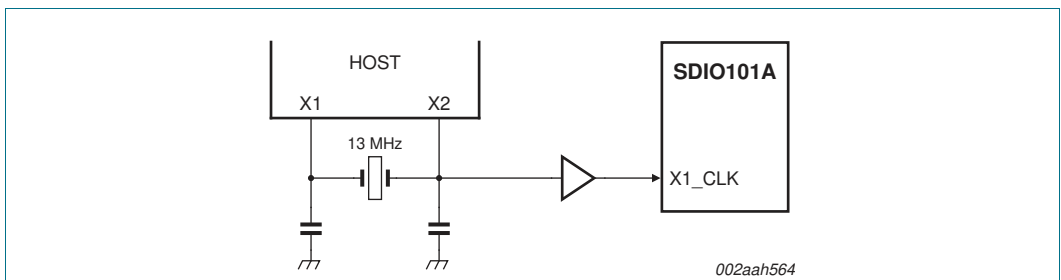 HOST
SDIO101A
X1 X2
13 MHz
X1_CLK
002aah564